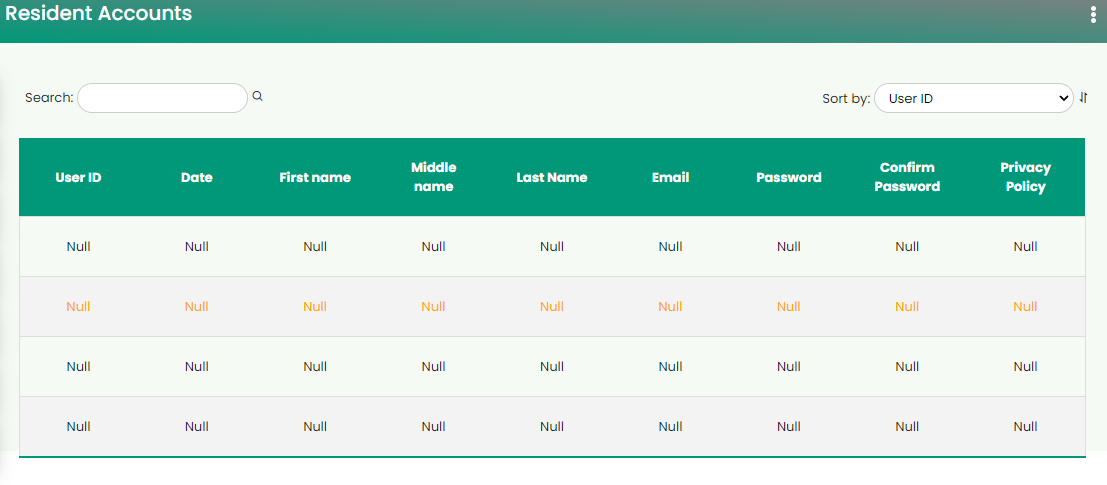 Resident Accounts
Search:
Sort by: User ID
User ID Date First name Middle name Last Name Email Password Confirm Password Privacy Policy
Null Null Null Null Null Null Null Null Null
Null Null Null Null Null Null Null Null Null
Null Null Null Null Null Null Null Null Null
Null Null Null Null Null Null Null Null Null